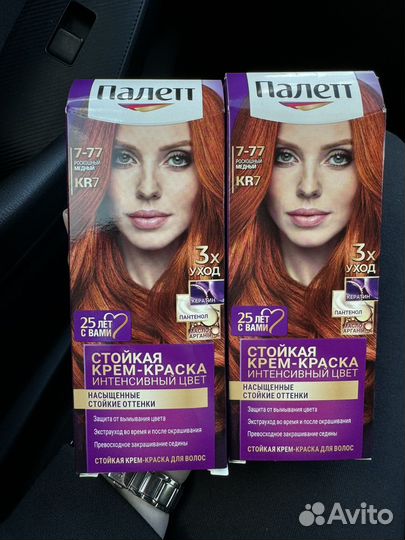 Палетт
7-77
РОСКОШНЫЙ
МЕДНЫЙ
KR7
3x
УХОД
КЕРАТИН
ПАНТЕНОЛ
МАСЛО
АРГАНЫ
25 ЛЕТ
С ВАМИ
СТОЙКАЯ
КРЕМ-КРАСКА
ИНТЕНСИВНЫЙ ЦВЕТ
НАСЫЩЕННЫЕ
СТОЙКИЕ ОТТЕНКИ
Защита от вымывания цвета
Экстрауход во время и после окрашивания
Превосходное закрашивание седины
СТОЙКАЯ КРЕМ-КРАСКА ДЛЯ ВОЛОС
Палетт
7-77
РОСКОШНЫЙ
МЕДНЫЙ
KR7
3x
УХОД
КЕРАТИН
ПАНТЕНОЛ
МАСЛО
АРГАНЫ
25 ЛЕТ
С ВАМИ
СТОЙКАЯ
КРЕМ-КРАСКА
ИНТЕНСИВНЫЙ ЦВЕТ
НАСЫЩЕННЫЕ
СТОЙКИЕ ОТТЕНКИ
Защита от вымывания цвета
Экстрауход во время и после окрашивания
Превосходное закрашивание седины
СТОЙКАЯ КРЕМ-КРАСКА ДЛЯ ВОЛОС
Avito